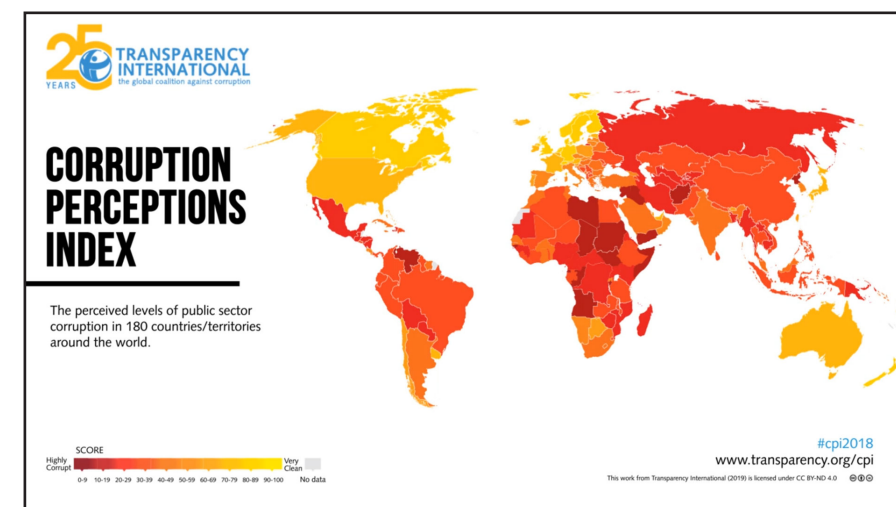 25
YEARS
TRANSPARENCY
INTERNATIONAL
the global coalition against corruption
CORRUPTION
PERCEPTIONS
INDEX
The perceived levels of public sector
corruption in 180 countries/territories
around the world.
SCORE
Highly
Corrupt
Very
Clean
0-9 10-19 20-29 30-39 40-49 50-59 60-69 70-79 80-89 90-100 No data
#cpi2018
www.transparency.org/cpi
This work from Transparency International (2019) is licensed under CC BY-ND 4.0